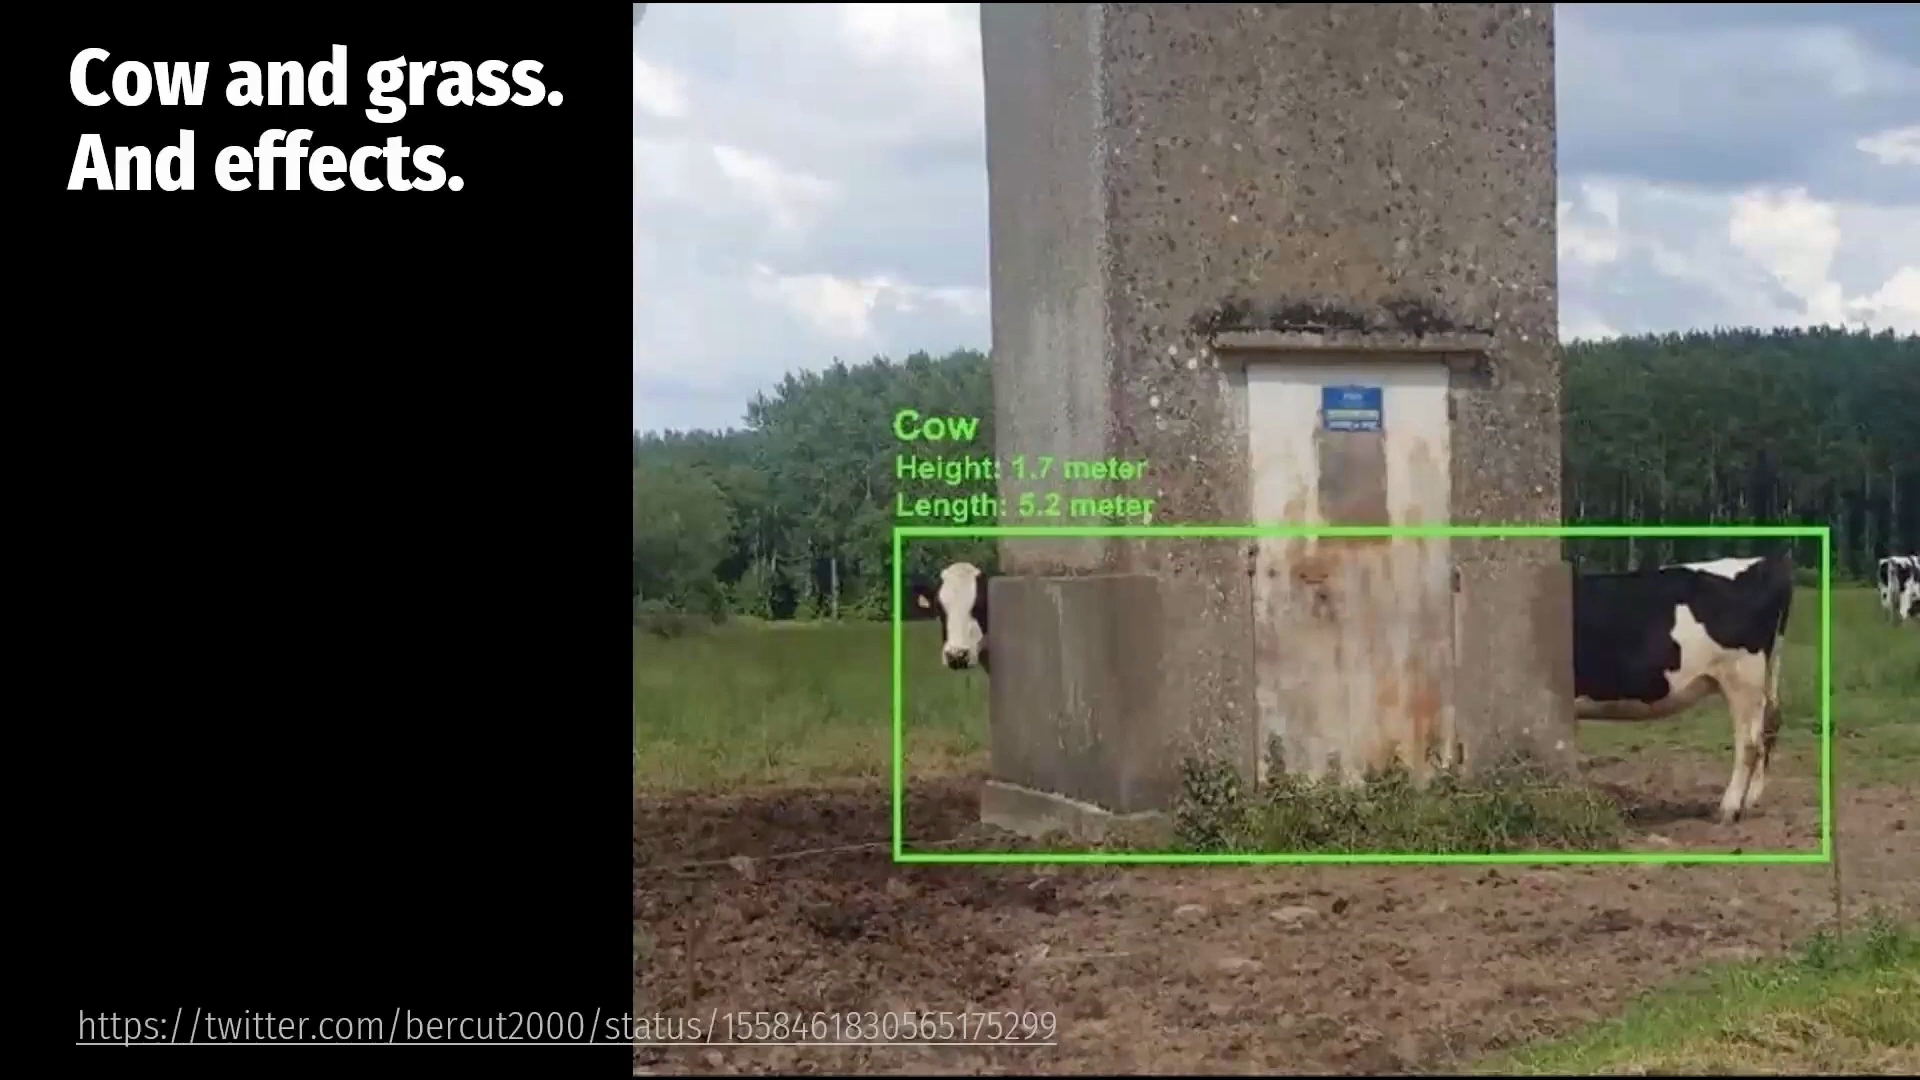 Cow and grass.
And effects.
Cow
Height: 1.7 meter
Length: 5.2 meter
https://twitter.com/bercut2000/status/1558461830565175299